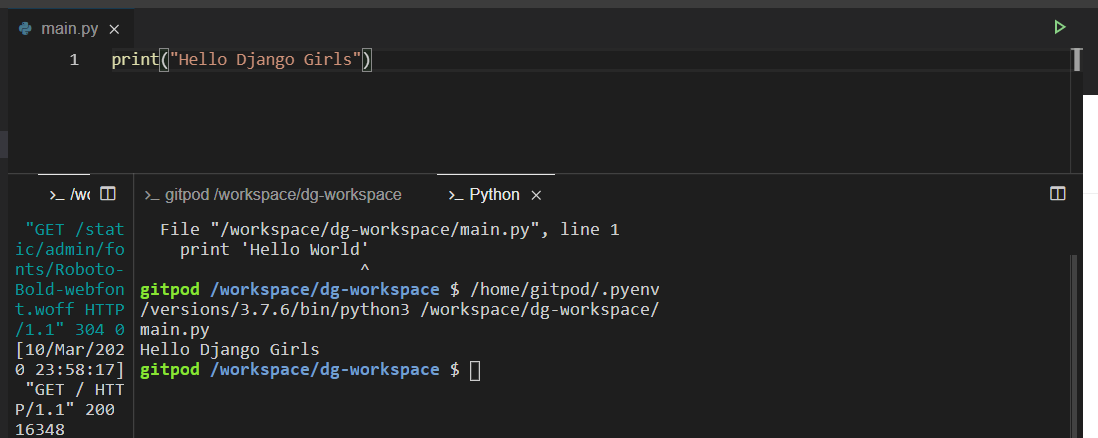 main.py ×
1 print("Hello Django Girls")
>_ /wo
"GET /stat
ic/admin/fo
nts/Roboto-
Bold-webfon
t.woff HTTP
/1.1" 304 0
[10/Mar/202
0 23:58:17]
"GET / HTT
P/1.1" 200
16348
>_ gitpod /workspace/dg-workspace >_ Python ×
File "/workspace/dg-workspace/main.py", line 1
print 'Hello World'
^
gitpod /workspace/dg-workspace $ /home/gitpod/.pyenv
/versions/3.7.6/bin/python3 /workspace/dg-workspace/
main.py
Hello Django Girls
gitpod /workspace/dg-workspace $